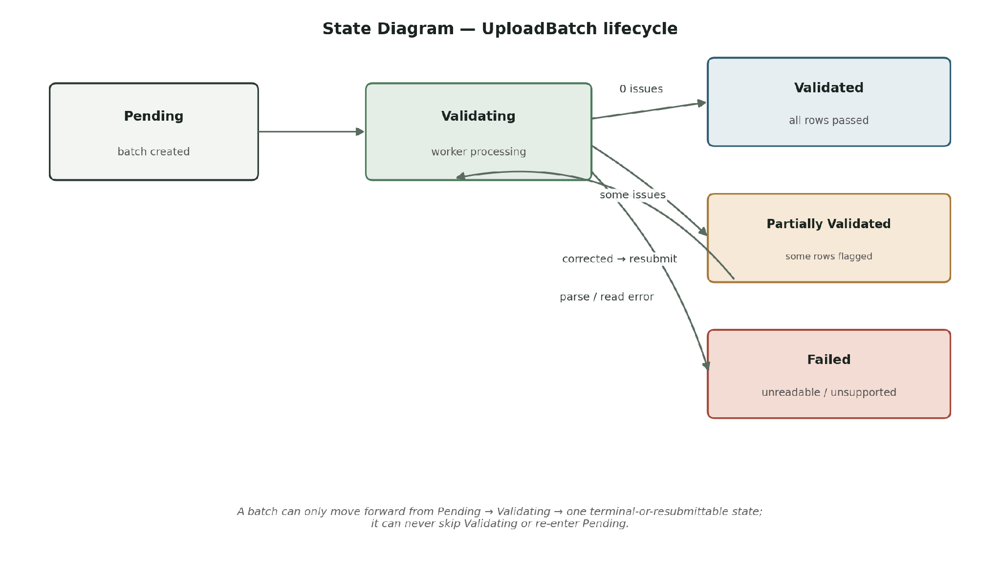 State Diagram — UploadBatch lifecycle
Pending
batch created
Validating
worker processing
0 issues
Validated
all rows passed
some issues
Partially Validated
some rows flagged
corrected → resubmit
parse / read error
Failed
unreadable / unsupported
A batch can only move forward from Pending → Validating → one terminal-or-resubmittable state;
it can never skip Validating or re-enter Pending.